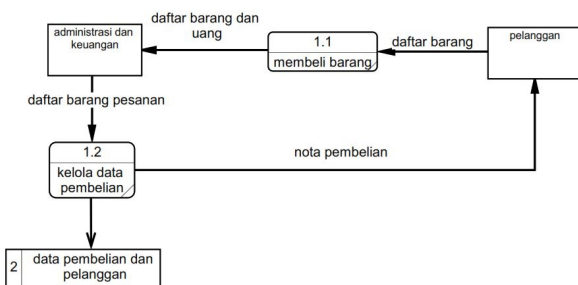 daftar barang dan
uang
administrasi dan
keuangan
1.1
membeli barang
daftar barang
pelanggan
daftar barang pesanan
1.2
kelola data
pembelian
nota pembelian
2
data pembelian dan
pelanggan